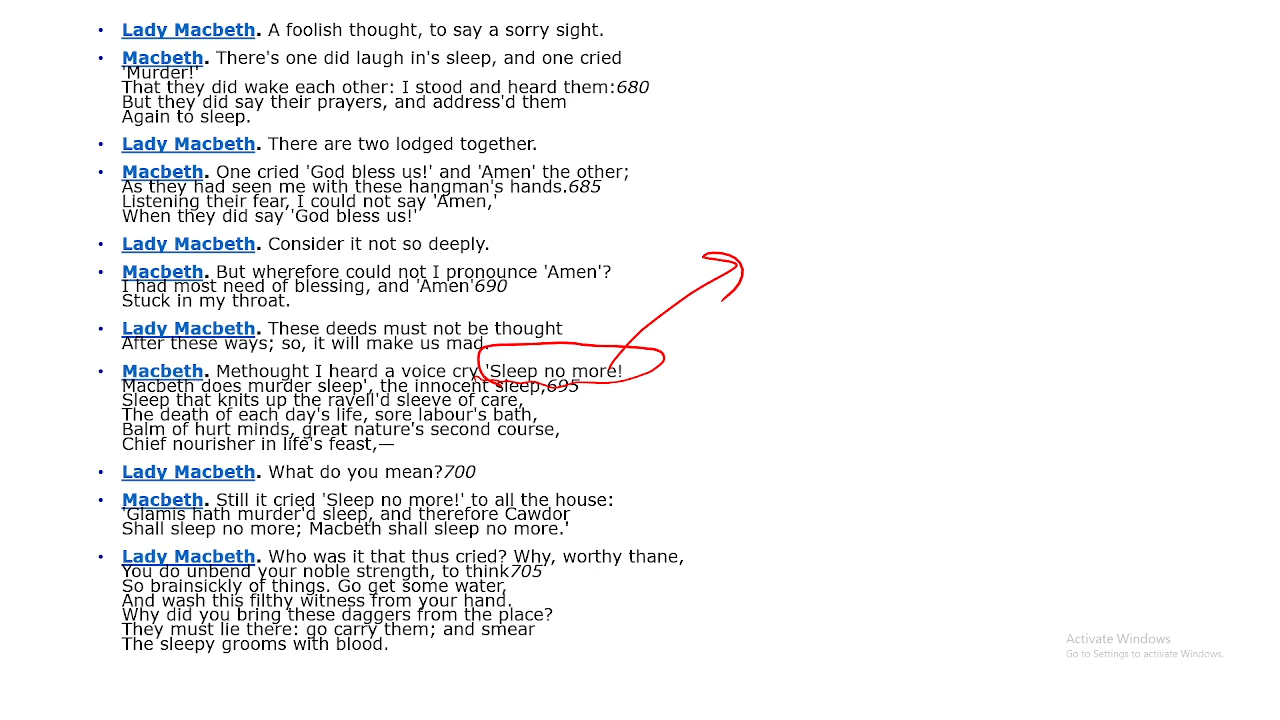 • Lady Macbeth. A foolish thought, to say a sorry sight.
• Macbeth. There's one did laugh in's sleep, and one cried
'Murder!'
That they did wake each other: I stood and heard them:680
But they did say their prayers, and address'd them
Again to sleep.
• Lady Macbeth. There are two lodged together.
• Macbeth. One cried 'God bless us!' and 'Amen' the other;
As they had seen me with these hangman's hands.685
Listening their fear, I could not say 'Amen,'
When they did say 'God bless us!'
• Lady Macbeth. Consider it not so deeply.
• Macbeth. But wherefore could not I pronounce 'Amen'?
I had most need of blessing, and 'Amen'690
Stuck in my throat.
• Lady Macbeth. These deeds must not be thought
After these ways; so, it will make us mad.
• Macbeth. Methought I heard a voice cry 'Sleep no more!
Macbeth does murder sleep', the innocent sleep,695
Sleep that knits up the ravell'd sleeve of care,
The death of each day's life, sore labour's bath,
Balm of hurt minds, great nature's second course,
Chief nourisher in life's feast,—
• Lady Macbeth. What do you mean?700
• Macbeth. Still it cried 'Sleep no more!' to all the house:
'Glamis hath murder'd sleep, and therefore Cawdor
Shall sleep no more; Macbeth shall sleep no more.'
• Lady Macbeth. Who was it that thus cried? Why, worthy thane,
You do unbend your noble strength, to think705
So brainsickly of things. Go get some water,
And wash this filthy witness from your hand.
Why did you bring these daggers from the place?
They must lie there: go carry them; and smear
The sleepy grooms with blood.
Activate Windows
Go to Settings to activate Windows.